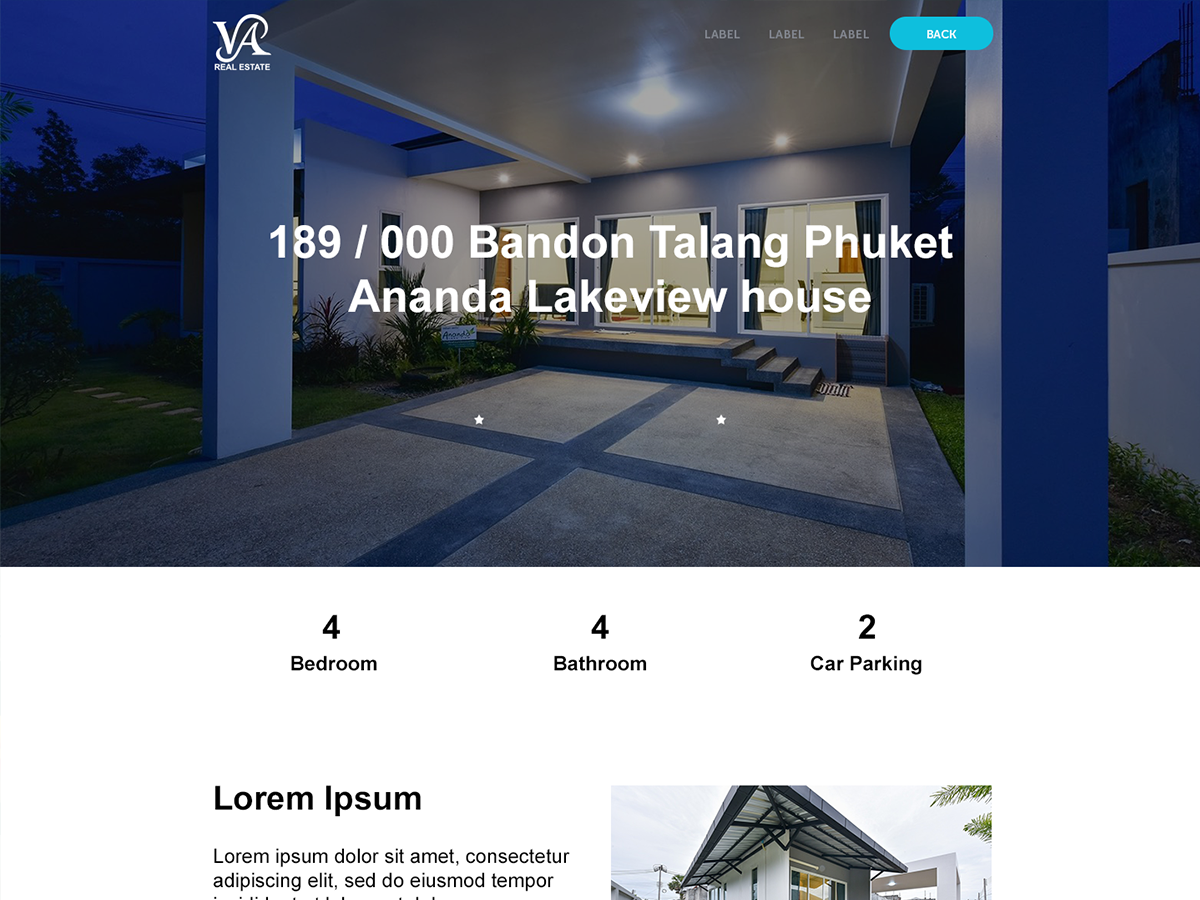 VA
REAL ESTATE
LABEL LABEL LABEL BACK
189 / 000 Bandon Talang Phuket
Ananda Lakeview house
Ananda
4 4 2
Bedroom Bathroom Car Parking
Lorem Ipsum
Lorem ipsum dolor sit amet, consectetur
adipiscing elit, sed do eiusmod tempor